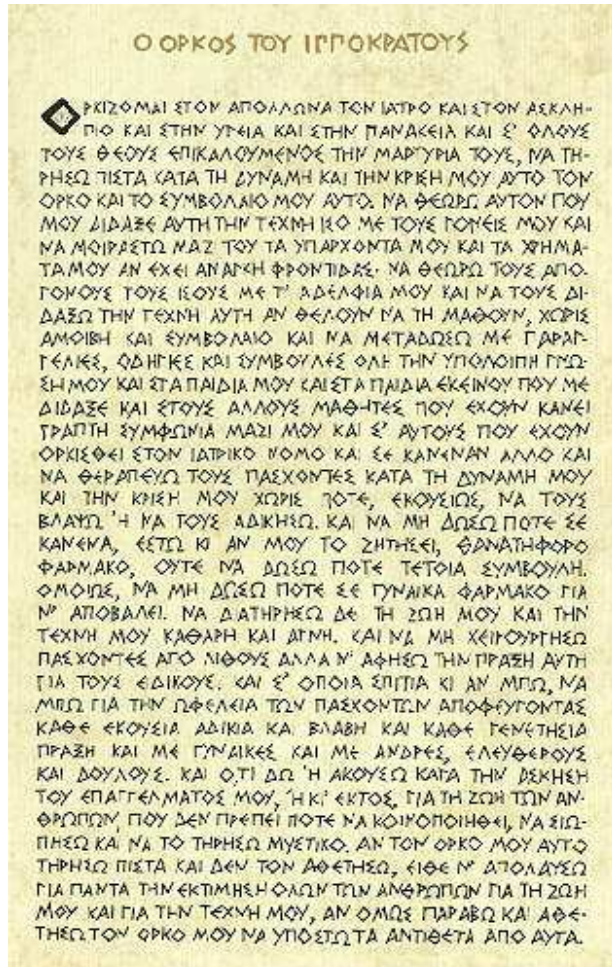 Ο ΟΡΚΟΣ ΤΟΥ ΙΠΠΟΚΡΑΤΟΥΣ
ΟΡΚΙΖΟΜΑΙ ΣΤΟΝ ΑΠΟΛΛΩΝΑ ΤΟΝ ΙΑΤΡΟ ΚΑΙ ΣΤΟΝ ΑΣΚΛΗ-
ΠΙΟ ΚΑΙ ΣΤΗΝ ΥΓΕΙΑ ΚΑΙ ΣΤΗΝ ΠΑΝΑΚΕΙΑ ΚΑΙ Σ' ΟΛΟΥΣ
ΤΟΥΣ ΘΕΟΥΣ ΕΠΙΚΑΛΟΥΜΕΝΟΣ ΤΗΝ ΜΑΡΤΥΡΙΑ ΤΟΥΣ, ΝΑ ΤΗ-
ΡΗΣΩ ΠΙΣΤΑ ΚΑΤΑ ΤΗ ΔΥΝΑΜΗ ΚΑΙ ΤΗΝ ΚΡΙΣΗ ΜΟΥ ΑΥΤΟ ΤΟΝ
ΟΡΚΟ ΚΑΙ ΤΟ ΣΥΜΒΟΛΑΙΟ ΜΟΥ ΑΥΤΟ. ΝΑ ΘΕΩΡΩ ΑΥΤΟΝ ΠΟΥ
ΜΟΥ ΔΙΔΑΞΕ ΑΥΤΗ ΤΗΝ ΤΕΧΝΗ ΙΣΟ ΜΕ ΤΟΥΣ ΓΟΝΕΙΣ ΜΟΥ ΚΑΙ
ΝΑ ΜΟΙΡΑΣΤΩ ΜΑΖΙ ΤΟΥ ΤΑ ΥΠΑΡΧΟΝΤΑ ΜΟΥ ΚΑΙ ΤΑ ΧΡΗΜΑ-
ΤΑ ΜΟΥ ΑΝ ΕΧΕΙ ΑΝΑΓΚΗ ΦΡΟΝΤΙΔΑΣ. ΝΑ ΘΕΩΡΩ ΤΟΥΣ ΑΠΟ-
ΓΟΝΟΥΣ ΤΟΥΣ ΙΣΟΥΣ ΜΕ Τ' ΑΔΕΛΦΙΑ ΜΟΥ ΚΑΙ ΝΑ ΤΟΥΣ ΔΙ-
ΔΑΞΩ ΤΗΝ ΤΕΧΝΗ ΑΥΤΗ ΑΝ ΘΕΛΟΥΝ ΝΑ ΤΗ ΜΑΘΟΥΝ, ΧΩΡΙΣ
ΑΜΟΙΒΗ ΚΑΙ ΣΥΜΒΟΛΑΙΟ ΚΑΙ ΝΑ ΜΕΤΑΔΩΣΩ ΜΕ ΠΑΡΑΓ-
ΓΕΛΙΕΣ, ΟΔΗΓΙΕΣ ΚΑΙ ΣΥΜΒΟΥΛΕΣ ΟΛΗ ΤΗΝ ΥΠΟΛΟΙΠΗ ΓΝΩ-
ΣΗ ΜΟΥ ΚΑΙ ΣΤΑ ΠΑΙΔΙΑ ΜΟΥ ΚΑΙ ΣΤΑ ΠΑΙΔΙΑ ΕΚΕΙΝΟΥ ΠΟΥ ΜΕ
ΔΙΔΑΞΕ ΚΑΙ ΣΤΟΥΣ ΑΛΛΟΥΣ ΜΑΘΗΤΕΣ ΠΟΥ ΕΧΟΥΝ ΚΑΝΕΙ
ΓΡΑΠΤΗ ΣΥΜΦΩΝΙΑ ΜΑΖΙ ΜΟΥ ΚΑΙ Σ' ΑΥΤΟΥΣ ΠΟΥ ΕΧΟΥΝ
ΟΡΚΙΣΘΕΙ ΣΤΟΝ ΙΑΤΡΙΚΟ ΝΟΜΟ ΚΑΙ ΣΕ ΚΑΝΕΝΑΝ ΑΛΛΟ ΚΑΙ
ΝΑ ΘΕΡΑΠΕΥΩ ΤΟΥΣ ΠΑΣΧΟΝΤΕΣ ΚΑΤΑ ΤΗ ΔΥΝΑΜΗ ΜΟΥ
ΚΑΙ ΤΗΝ ΚΡΙΣΗ ΜΟΥ ΧΩΡΙΣ ΠΟΤΕ, ΕΚΟΥΣΙΩΣ, ΝΑ ΤΟΥΣ
ΒΛΑΨΩ Ή ΝΑ ΤΟΥΣ ΑΔΙΚΗΣΩ. ΚΑΙ ΝΑ ΜΗ ΔΩΣΩ ΠΟΤΕ ΣΕ
ΚΑΝΕΝΑ, ΕΣΤΩ ΚΙ ΑΝ ΜΟΥ ΤΟ ΖΗΤΗΣΕΙ, ΘΑΝΑΤΗΦΟΡΟ
ΦΑΡΜΑΚΟ, ΟΥΤΕ ΝΑ ΔΩΣΩ ΠΟΤΕ ΤΕΤΟΙΑ ΣΥΜΒΟΥΛΗ.
ΟΜΟΙΩΣ, ΝΑ ΜΗ ΔΩΣΩ ΠΟΤΕ ΣΕ ΓΥΝΑΙΚΑ ΦΑΡΜΑΚΟ ΓΙΑ
Ν' ΑΠΟΒΑΛΕΙ. ΝΑ ΔΙΑΤΗΡΗΣΩ ΔΕ ΤΗ ΖΩΗ ΜΟΥ ΚΑΙ ΤΗΝ
ΤΕΧΝΗ ΜΟΥ ΚΑΘΑΡΗ ΚΑΙ ΑΓΝΗ. ΚΑΙ ΝΑ ΜΗ ΧΕΙΡΟΥΡΓΗΣΩ
ΠΑΣΧΟΝΤΕΣ ΑΠΟ ΛΙΘΟΥΣ ΑΛΛΑ Ν' ΑΦΗΣΩ ΤΗΝ ΠΡΑΞΗ ΑΥΤΗ
ΓΙΑ ΤΟΥΣ ΕΔΙΚΟΥΣ. ΚΑΙ Σ' ΟΠΟΙΑ ΣΠΙΤΙΑ ΚΙ ΑΝ ΜΠΩ, ΝΑ
ΜΠΩ ΓΙΑ ΤΗΝ ΩΦΕΛΕΙΑ ΤΩΝ ΠΑΣΧΟΝΤΩΝ ΑΠΟΦΕΥΓΟΝΤΑΣ
ΚΑΘΕ ΕΚΟΥΣΙΑ ΑΔΙΚΙΑ ΚΑΙ ΒΛΑΒΗ ΚΑΙ ΚΑΘΕ ΓΕΝΕΤΗΣΙΑ
ΠΡΑΞΗ ΚΑΙ ΜΕ ΓΥΝΑΙΚΕΣ ΚΑΙ ΜΕ ΑΝΔΡΕΣ, ΕΛΕΥΘΕΡΟΥΣ
ΚΑΙ ΔΟΥΛΟΥΣ. ΚΑΙ Ο,ΤΙ ΔΩ Ή ΑΚΟΥΣΩ ΚΑΤΑ ΤΗΝ ΑΣΚΗΣΗ
ΤΟΥ ΕΠΑΓΓΕΛΜΑΤΟΣ ΜΟΥ, Ή ΚΙ' ΕΚΤΟΣ, ΓΙΑ ΤΗ ΖΩΗ ΤΩΝ ΑΝ-
ΘΡΩΠΩΝ, ΠΟΥ ΔΕΝ ΠΡΕΠΕΙ ΠΟΤΕ ΝΑ ΚΟΙΝΟΠΟΙΗΘΕΙ, ΝΑ ΣΙΩ-
ΠΗΣΩ ΚΑΙ ΝΑ ΤΟ ΤΗΡΗΣΩ ΜΥΣΤΙΚΟ. ΑΝ ΤΟΝ ΟΡΚΟ ΜΟΥ ΑΥΤΟ
ΤΗΡΗΣΩ ΠΙΣΤΑ ΚΑΙ ΔΕΝ ΤΟΝ ΑΘΕΤΗΣΩ, ΕΙΘΕ Ν' ΑΠΟΛΑΥΣΩ
ΓΙΑ ΠΑΝΤΑ ΤΗΝ ΕΚΤΙΜΗΣΗ ΟΛΩΝ ΤΩΝ ΑΝΘΡΩΠΩΝ ΓΙΑ ΤΗ ΖΩΗ
ΜΟΥ ΚΑΙ ΓΙΑ ΤΗΝ ΤΕΧΝΗ ΜΟΥ, ΑΝ ΟΜΩΣ ΠΑΡΑΒΩ ΚΑΙ ΑΘΕ-
ΤΗΣΩ ΤΟΝ ΟΡΚΟ ΜΟΥ ΝΑ ΥΠΟΣΤΩ ΤΑ ΑΝΤΙΘΕΤΑ ΑΠΟ ΑΥΤΑ.